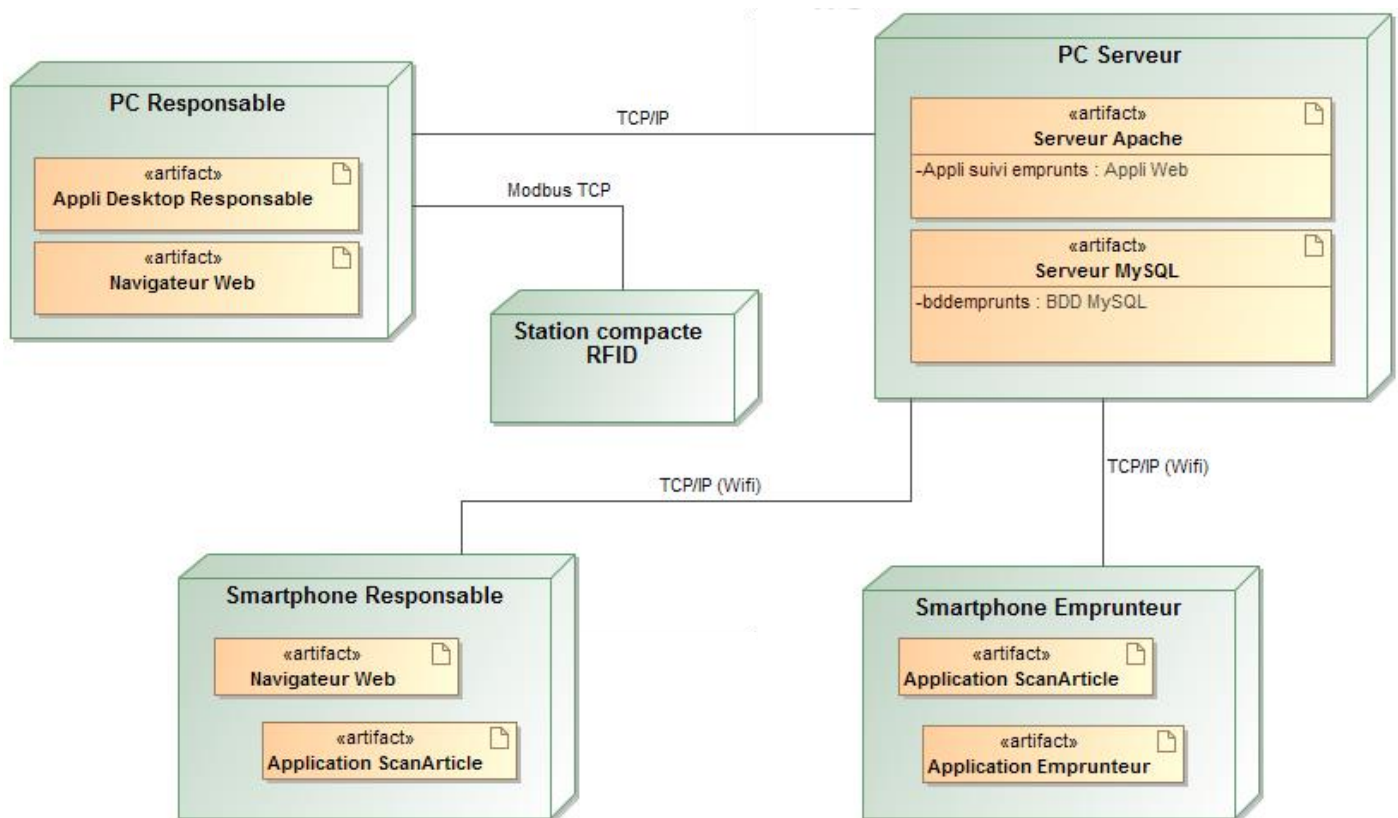 PC Responsable
«artifact»
Appli Desktop Responsable
«artifact»
Navigateur Web
TCP/IP
Modbus TCP
Station compacte
RFID
PC Serveur
«artifact»
Serveur Apache
-Appli suivi emprunts : Appli Web
«artifact»
Serveur MySQL
-bddemprunts : BDD MySQL
TCP/IP (Wifi)
TCP/IP (Wifi)
Smartphone Responsable
«artifact»
Navigateur Web
«artifact»
Application ScanArticle
Smartphone Emprunteur
«artifact»
Application ScanArticle
«artifact»
Application Emprunteur